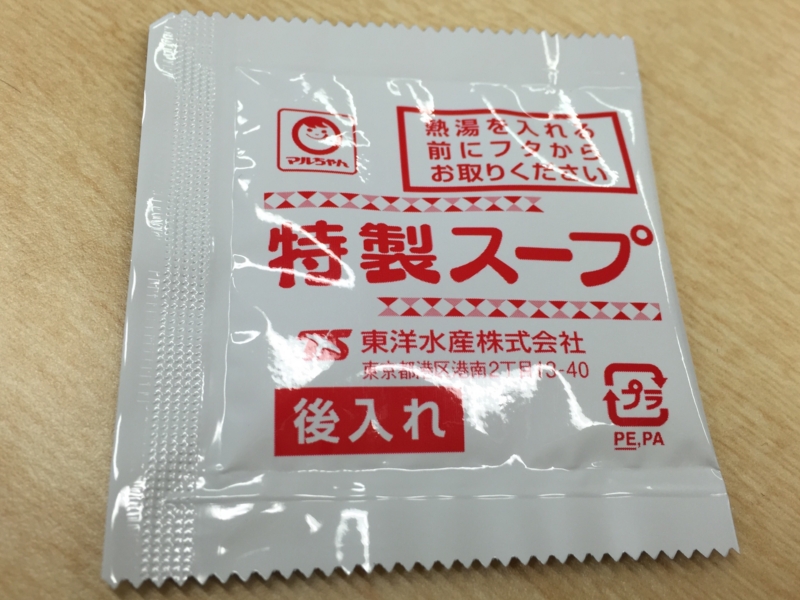 マルちゃん
熱湯を入れる
前にフタから
お取りください
特製スープ
東洋水産株式会社
東京都港区港南2丁目13-40
後入れ
プラ
PE,PA